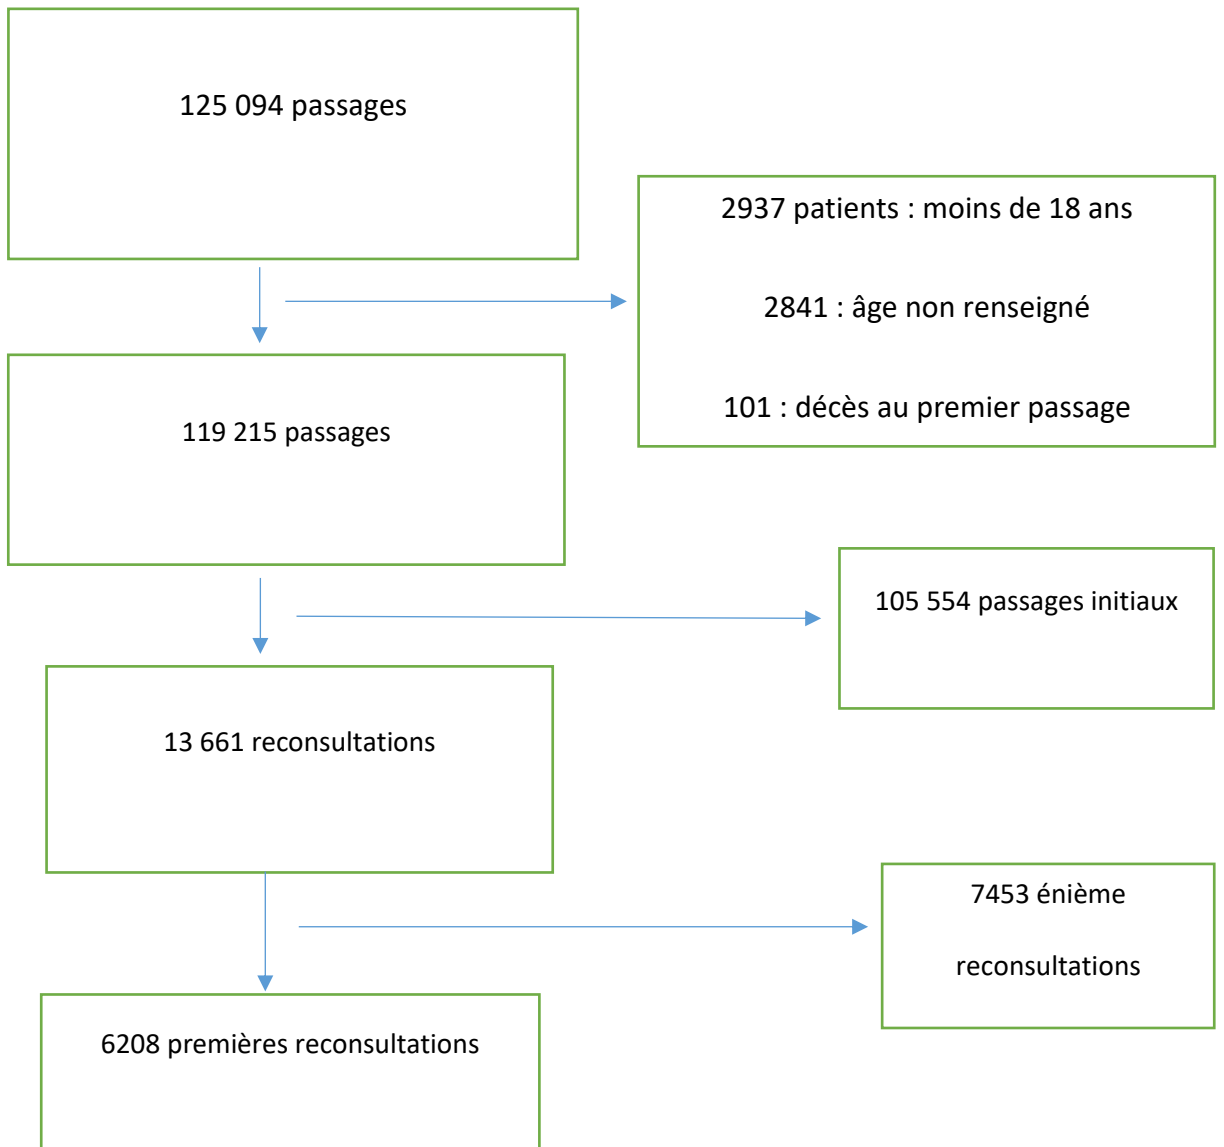 125 094 passages
2937 patients : moins de 18 ans
2841 : âge non renseigné
101 : décès au premier passage
119 215 passages
105 554 passages initiaux
13 661 reconsultations
7453 énième
reconsultations
6208 premières reconsultations